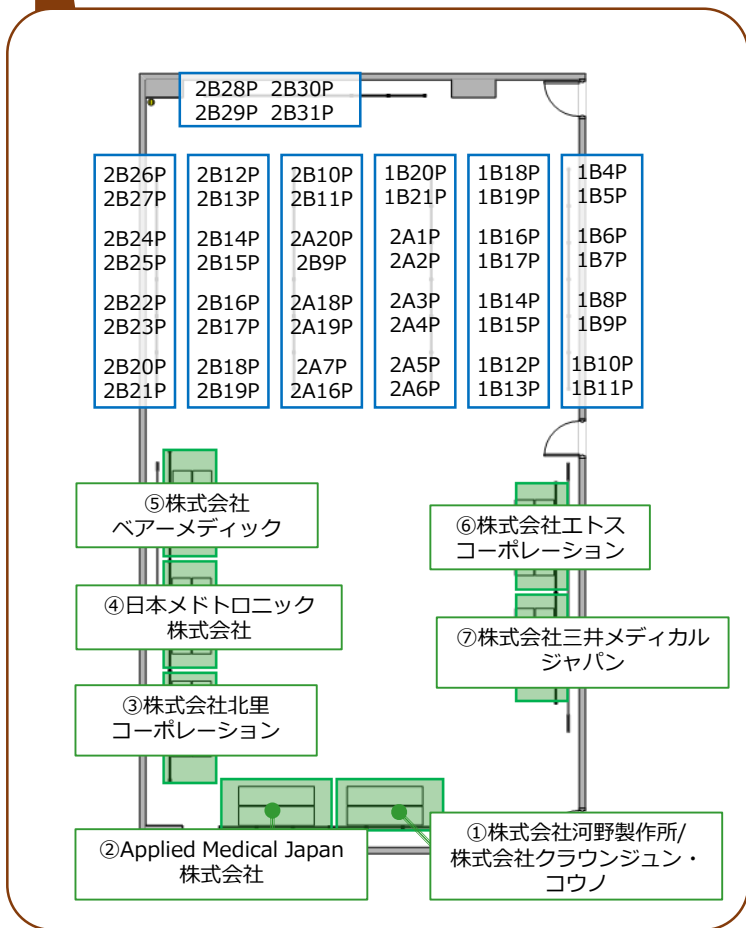 2B28P 2B30P
2B29P 2B31P
2B26P
2B27P
2B24P
2B25P
2B22P
2B23P
2B20P
2B21P
2B12P
2B13P
2B14P
2B15P
2B16P
2B17P
2B18P
2B19P
2B10P
2B11P
2A20P
2B9P
2A18P
2A19P
2A7P
2A16P
1B20P
1B21P
2A1P
2A2P
2A3P
2A4P
2A5P
2A6P
1B18P
1B19P
1B16P
1B17P
1B14P
1B15P
1B12P
1B13P
1B4P
1B5P
1B6P
1B7P
1B8P
1B9P
1B10P
1B11P
⑤株式会社
ベアーメディック
⑥株式会社エトス
コーポレーション
④日本メドトロニック
株式会社
⑦株式会社三井メディカル
ジャパン
③株式会社北里
コーポレーション
②Applied Medical Japan
株式会社
①株式会社河野製作所/
株式会社クラウンジュン・
コウノ